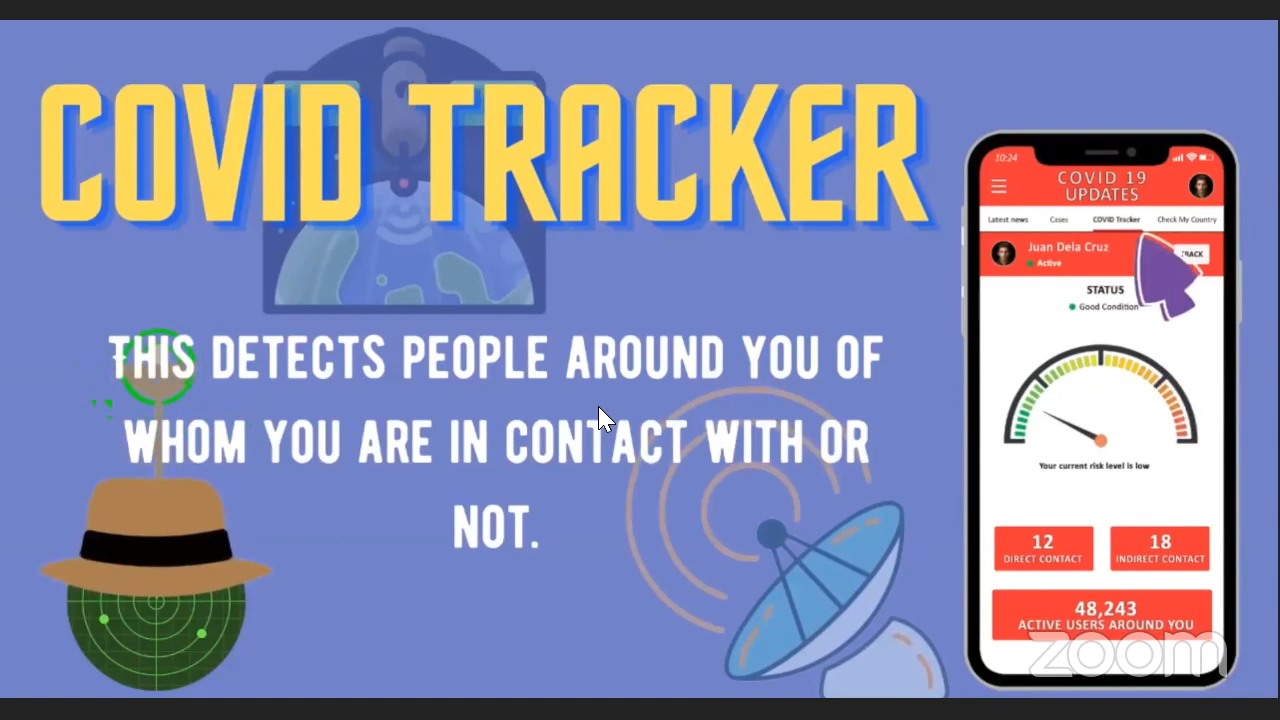 COVID TRACKER
THIS DETECTS PEOPLE AROUND YOU OF
WHOM YOU ARE IN CONTACT WITH OR
NOT.
10:24
COVID 19
UPDATES
Latest news Cases COVID Tracker Check My Country
Juan Dela Cruz
Active
STATUS
Good Condition
Your current risk level is low
12
DIRECT CONTACT
18
INDIRECT CONTACT
48,243
ACTIVE USERS AROUND YOU
zoom